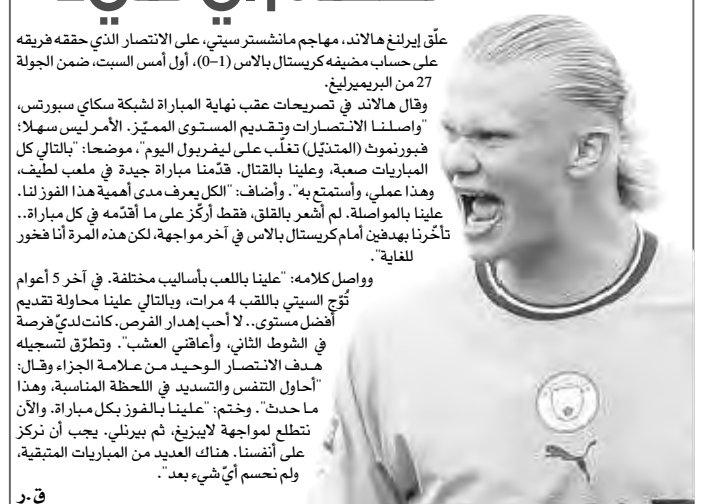 علّق إيرلنغ هالاند، مهاجم مانشستر سيتي، على الانتصار الذي حققه فريقه
على حساب مضيفه كريستال بالاس (1–0)، أول أمس السبت، ضمن الجولة
27 من البريميرليغ.
وقال هالاند في تصريحات عقب نهاية المباراة لشبكة سكاي سبورتس،
"واصلنا الانتصارات وتقديم المستوى المميّز. الأمر ليس سهلا؛
فبورنموث (المتذيّل) تغلّب على ليفربول اليوم"، موضحا: "بالتالي كل
المباريات صعبة، وعلينا بالقتال. قدّمنا مباراة جيدة في ملعب لطيف،
وهذا عملي، وأستمتع به". وأضاف: "الكل يعرف مدى أهمية هذا الفوز لنا.
علينا بالمواصلة. لم أشعر بالقلق، فقط أركّز على ما أقدّمه في كل مباراة..
تأخّرنا بهدفين أمام كريستال بالاس في آخر مواجهة، لكن هذه المرة أنا فخور
للغاية".
وواصل كلامه: "علينا باللعب بأساليب مختلفة. في آخر 5 أعوام
تُوّج السيتي باللقب 4 مرات، وبالتالي علينا محاولة تقديم
أفضل مستوى.. لا أحب إهدار الفرص. كانت لديّ فرصة
في الشوط الثاني، وأعاقني العشب". وتطرّق لتسجيله
هدف الانتصار الوحيد من علامة الجزاء وقال:
"أحاول التنفس والتسديد في اللحظة المناسبة، وهذا
ما حدث". وختم: "علينا بالفوز بكل مباراة. والآن
نتطلع لمواجهة لايبزيغ، ثم بيرنلي. يجب أن نركز
على أنفسنا. هناك العديد من المباريات المتبقية،
ولم نحسم أيّ شيء بعد".
ق.ر